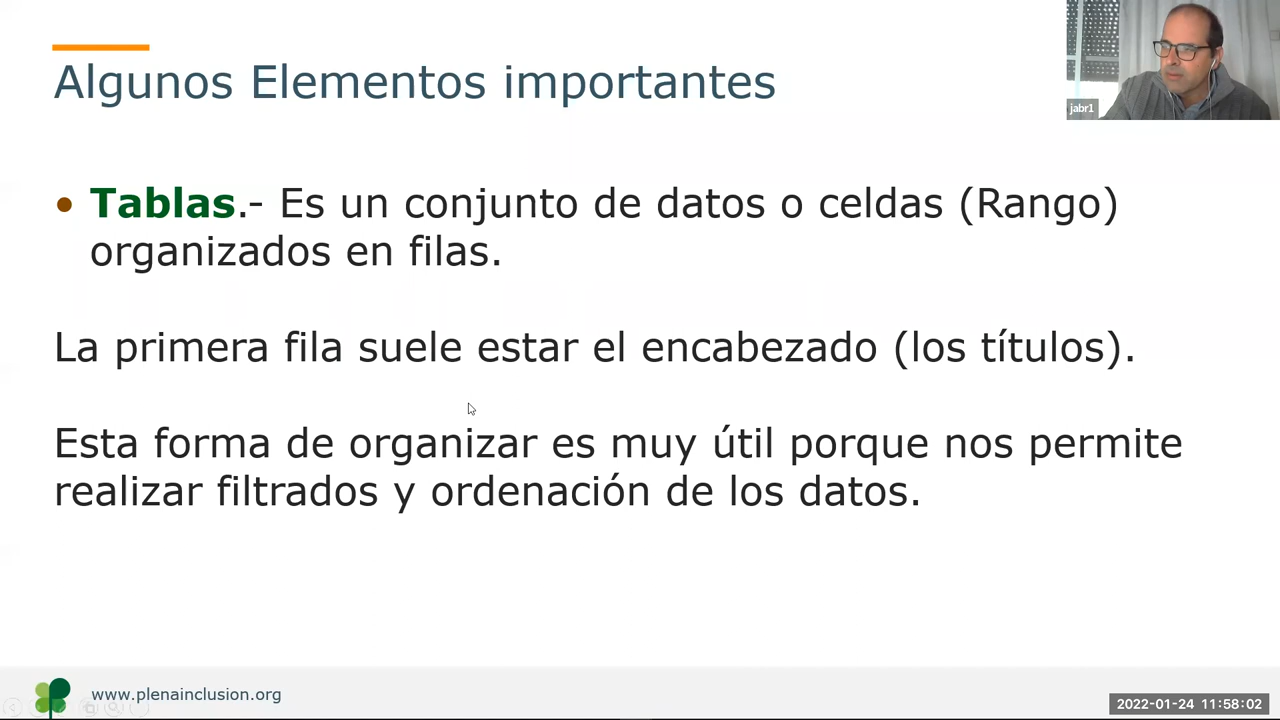 Algunos Elementos importantes
jabr1
• Tablas.- Es un conjunto de datos o celdas (Rango)
organizados en filas.
La primera fila suele estar el encabezado (los títulos).
Esta forma de organizar es muy útil porque nos permite
realizar filtrados y ordenación de los datos.
www.plenainclusion.org
2022-01-24 11:58:02